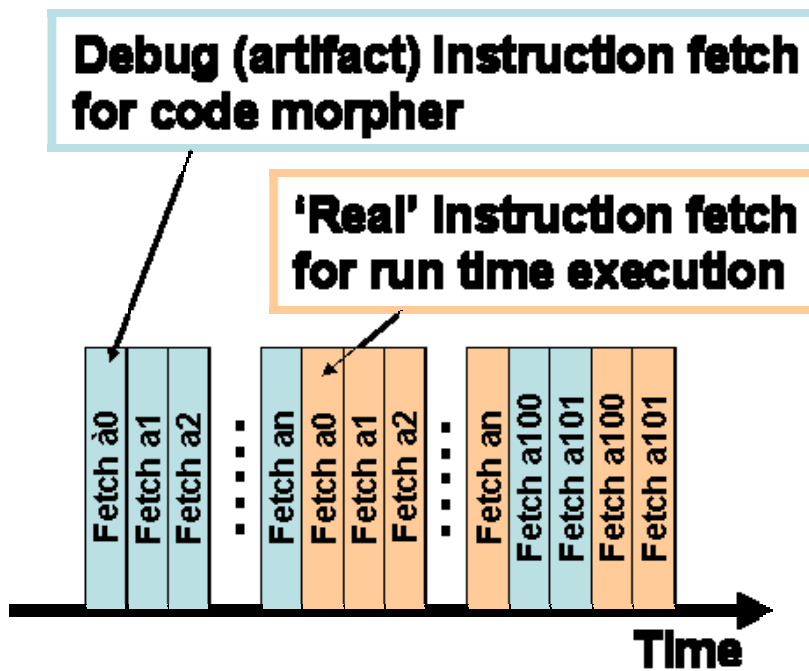 Debug (artifact) Instruction fetch
for code morpher
‘Real’ Instruction fetch
for run time execution
Fetch à0
Fetch a1
Fetch a2
Fetch an
Fetch a0
Fetch a1
Fetch a2
Fetch an
Fetch a100
Fetch a101
Fetch a100
Fetch a101
Time